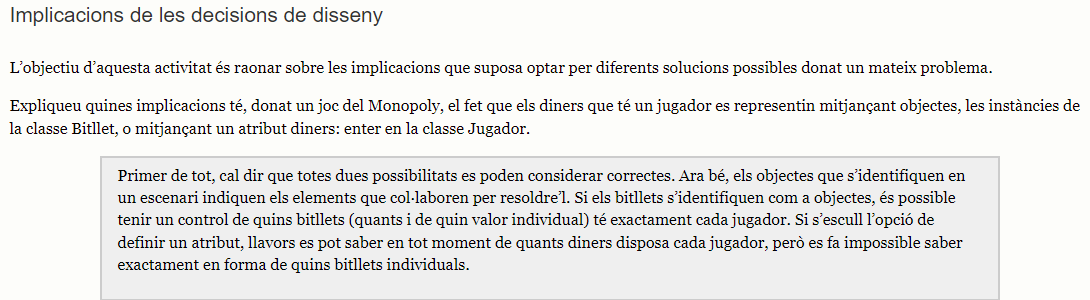 Implicacions de les decisions de disseny
L’objectiu d’aquesta activitat és raonar sobre les implicacions que suposa optar per diferents solucions possibles donat un mateix problema.
Expliqueu quines implicacions té, donat un joc del Monopoly, el fet que els diners que té un jugador es representin mitjançant objectes, les instàncies de
la classe Bitllet, o mitjançant un atribut diners: enter en la classe Jugador.
Primer de tot, cal dir que totes dues possibilitats es poden considerar correctes. Ara bé, els objectes que s’identifiquen en
un escenari indiquen els elements que col·laboren per resoldre’l. Si els bitllets s’identifiquen com a objectes, és possible
tenir un control de quins bitllets (quants i de quin valor individual) té exactament cada jugador. Si s’escull l’opció de
definir un atribut, llavors es pot saber en tot moment de quants diners disposa cada jugador, però es fa impossible saber
exactament en forma de quins bitllets individuals.